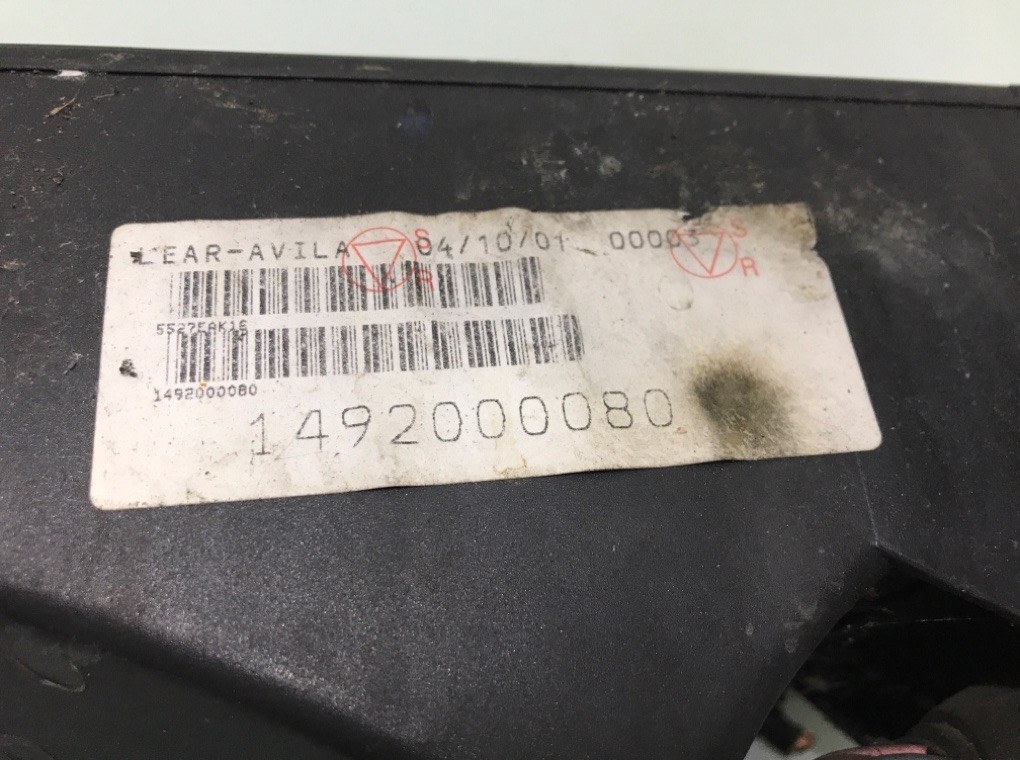 LEAR-AVILA 04/10/01 00003
S
R
S
R
5527EAK16
1492000080
1492000080